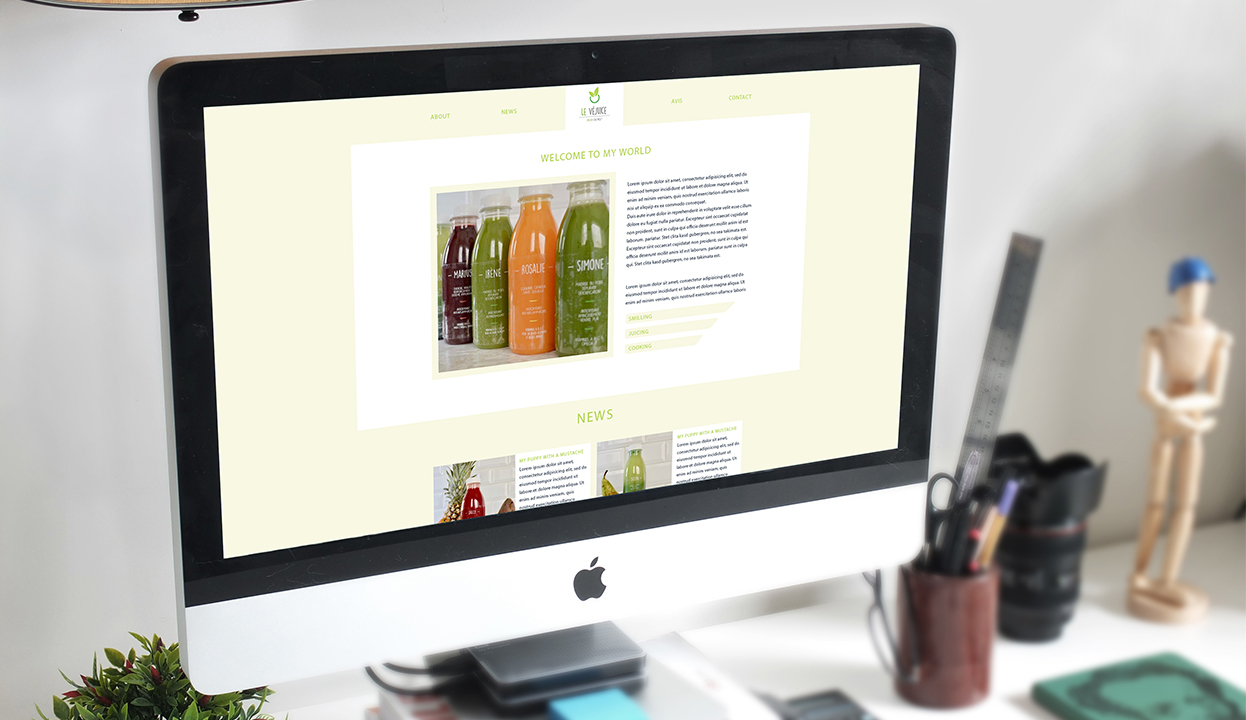 ABOUT
NEWS
LE VÉJUICE
AVIS
CONTACT
WELCOME TO MY WORLD
MARIUS
IRÈNE
ROSALIE
SIMONE
Lorem ipsum dolor sit amet, consectetur adipisicing elit, sed do
eiusmod tempor incididunt ut labore et dolore magna aliqua. Ut
enim ad minim veniam, quis nostrud exercitation ullamco laboris
nisi ut aliquip ex ea commodo consequat.
Duis aute irure dolor in reprehenderit in voluptate velit esse cillum
dolore eu fugiat nulla pariatur. Excepteur sint occaecat cupidatat
non proident, sunt in culpa qui officia deserunt mollit anim id est
laborum. pariatur. Stet clita kasd gubergren, no sea takimata est.
Excepteur sint occaecat cupidatat non proident, sunt in culpa qui
officia deserunt mollit anim id est laborum. pariatur. Stet clita kasd gubergren, no sea takimata est.
Lorem ipsum dolor sit amet, consectetur adipisicing elit, sed do
eiusmod tempor incididunt ut labore et dolore magna aliqua. Ut
enim ad minim veniam, quis nostrud exercitation ullamco laboris
SMILLING
JUICING
COOKING
NEWS
MY PUPPY WITH A MUSTACHE
Lorem ipsum dolor sit amet,
consectetur adipisicing elit, sed do
eiusmod tempor incididunt ut
labore et dolore magna aliqua. Ut
enim ad minim veniam, quis
nostrud exercitation ullamco
MY PUPPY WITH A MUSTACHE
Lorem ipsum dolor sit amet,
consectetur adipisicing elit, sed do
eiusmod tempor incididunt ut
labore et dolore magna aliqua. Ut
enim ad minim veniam, quis